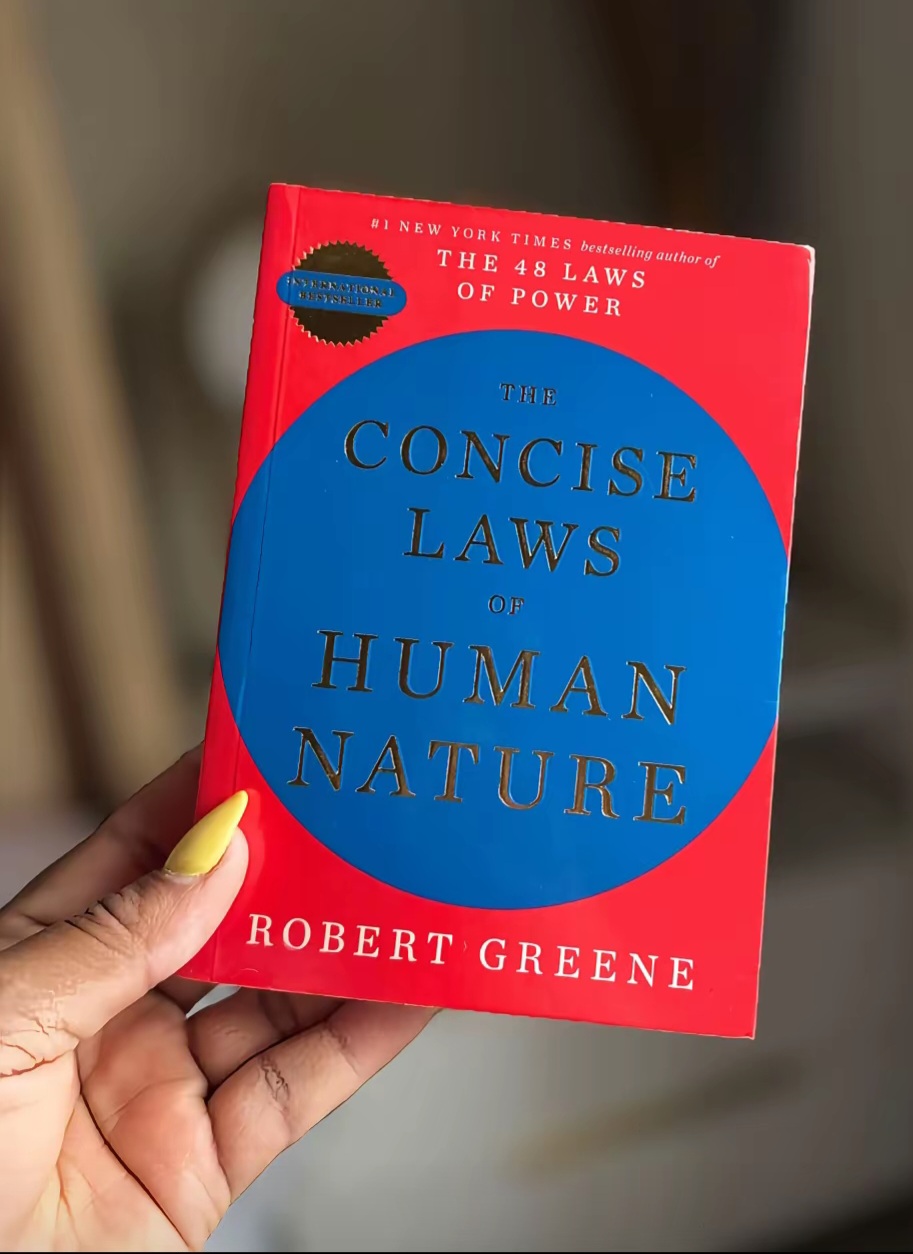 #1 NEW YORK TIMES bestselling author of
THE 48 LAWS
OF POWER
INTERNATIONAL
BESTSELLER
THE
CONCISE
LAWS
OF
HUMAN
NATURE
ROBERT GREENE